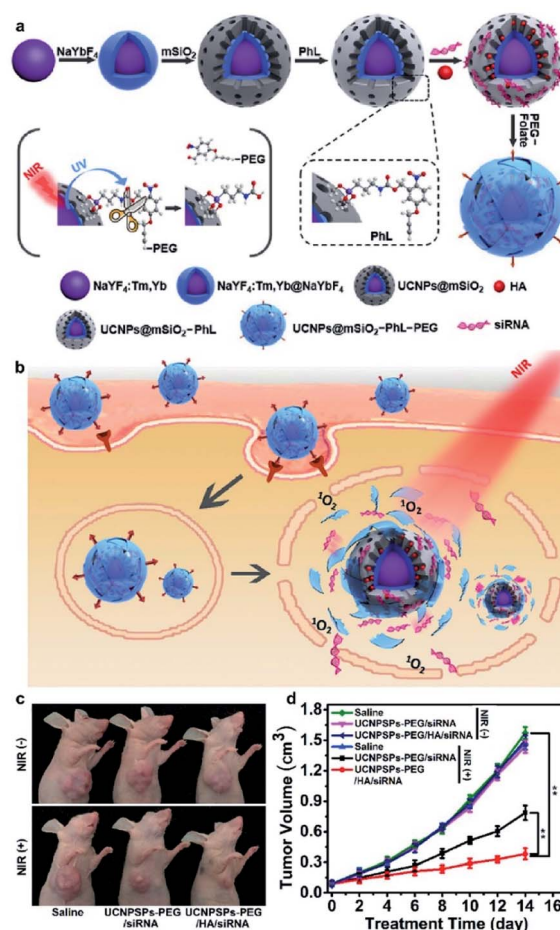 a
NaYbF₄
mSiO₂
PhL
HA
PEG-
Folate
NIR
UV
-PEG
-PEG
PhL
NaYF₄:Tm,Yb
NaYF₄:Tm,Yb@NaYbF₄
UCNPs@mSiO₂
HA
UCNPs@mSiO₂-PhL
UCNPs@mSiO₂-PhL-PEG
siRNA
b
NIR
¹O₂
¹O₂
¹O₂
¹O₂
c
NIR (-)
NIR (+)
Saline
UCNPSPs-PEG
/siRNA
UCNPSPs-PEG
/HA/siRNA
d
Tumor Volume (cm³)
1.8
1.5
1.2
0.9
0.6
0.3
0.0
Saline
UCNPSPs-PEG/siRNA
UCNPSPs-PEG/HA/siRNA
NIR (-)
Saline
UCNPSPs-PEG/siRNA
UCNPSPs-PEG
/HA/siRNA
NIR (+)
**
**
0 2 4 6 8 10 12 14 16
Treatment Time (day)